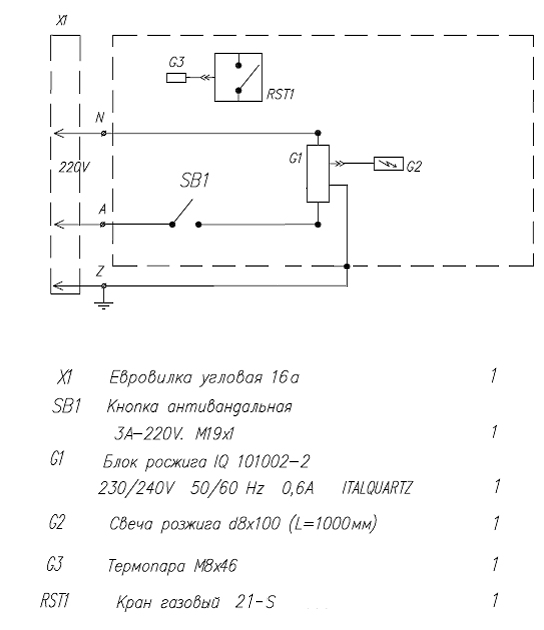 X1
G3
RST1
N
220V
G1
G2
SB1
A
Z
X1 Евровилка угловая 16а 1
SB1 Кнопка антивандальная
3А-220V. М19х1 1
G1 Блок росжига IQ 101002-2
230/240V 50/60 Hz 0,6А ITALQUARTZ 1
G2 Свеча розжига d8x100 (L=1000мм) 1
G3 Термопара М8х46 1
RST1 Кран газовый 21-S 1